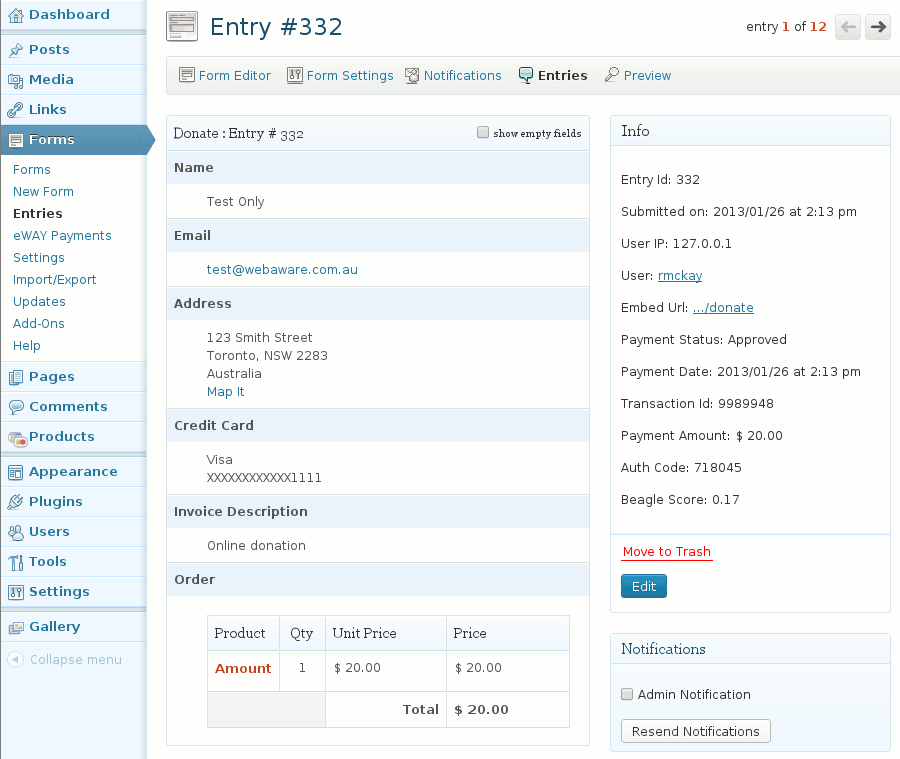 Dashboard
Posts
Media
Links
Forms
Forms
New Form
Entries
eWAY Payments
Settings
Import/Export
Updates
Add-Ons
Help
Pages
Comments
Products
Appearance
Plugins
Users
Tools
Settings
Gallery
Collapse menu
Entry #332
entry 1 of 12
Form Editor Form Settings Notifications Entries Preview
Donate : Entry # 332 show empty fields
Name
Test Only
Email
test@webaware.com.au
Address
123 Smith Street
Toronto, NSW 2283
Australia
Map It
Credit Card
Visa
XXXXXXXXXXXX1111
Invoice Description
Online donation
Order
Product Qty Unit Price Price
Amount 1 $ 20.00 $ 20.00
Total $ 20.00
Info
Entry Id: 332
Submitted on: 2013/01/26 at 2:13 pm
User IP: 127.0.0.1
User: rmckay
Embed Url: .../donate
Payment Status: Approved
Payment Date: 2013/01/26 at 2:13 pm
Transaction Id: 9989948
Payment Amount: $ 20.00
Auth Code: 718045
Beagle Score: 0.17
Move to Trash
Edit
Notifications
Admin Notification
Resend Notifications